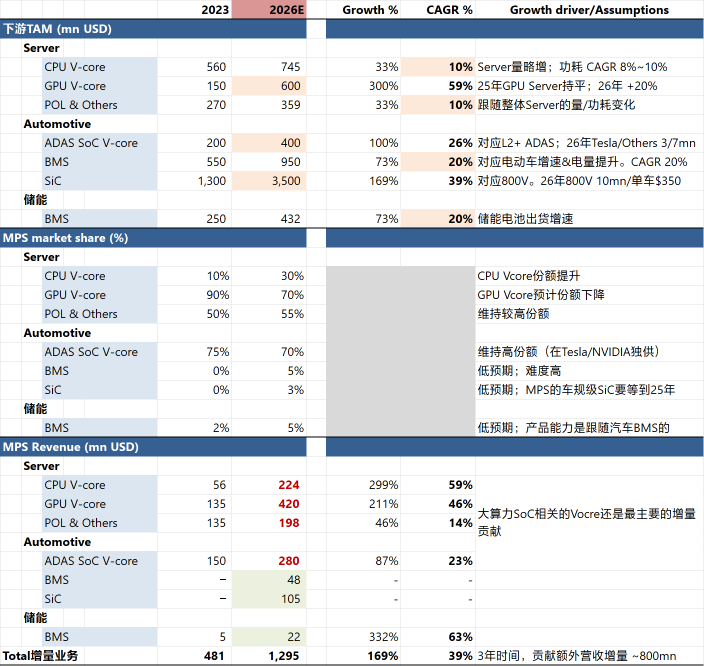 2023 2026E Growth % CAGR % Growth driver/Assumptions
下游TAM (mn USD)
Server
CPU V-core 560 745 33% 10% Server量略增；功耗 CAGR 8%~10%
GPU V-core 150 600 300% 59% 25年GPU Server持平；26年 +20%
POL & Others 270 359 33% 10% 跟随整体Server的量/功耗变化
Automotive
ADAS SoC V-core 200 400 100% 26% 对应L2+ ADAS；26年Tesla/Others 3/7mn
BMS 550 950 73% 20% 对应电动车增速&电量提升。CAGR 20%
SiC 1,300 3,500 169% 39% 对应800V。26年800V 10mn/单车$350
储能
BMS 250 432 73% 20% 储能电池出货增速
MPS market share (%)
Server
CPU V-core 10% 30% CPU Vcore份额提升
GPU V-core 90% 70% GPU Vcore预计份额下降
POL & Others 50% 55% 维持较高份额
Automotive
ADAS SoC V-core 75% 70% 维持高份额（在Tesla/NVIDIA独供）
BMS 0% 5% 低预期；难度高
SiC 0% 3% 低预期；MPS的车规级SiC要等到25年
储能
BMS 2% 5% 低预期；产品能力是跟随汽车BMS的
MPS Revenue (mn USD)
Server
CPU V-core 56 224 299% 59%
GPU V-core 135 420 211% 46%
POL & Others 135 198 46% 14%
大算力SoC相关的Vocre还是最主要的增量
贡献
Automotive
ADAS SoC V-core 150 280 87% 23%
BMS – 48 - -
SiC – 105 - -
储能
BMS 5 22 332% 63%
Total增量业务 481 1,295 169% 39% 3年时间，贡献额外营收增量 ~800mn